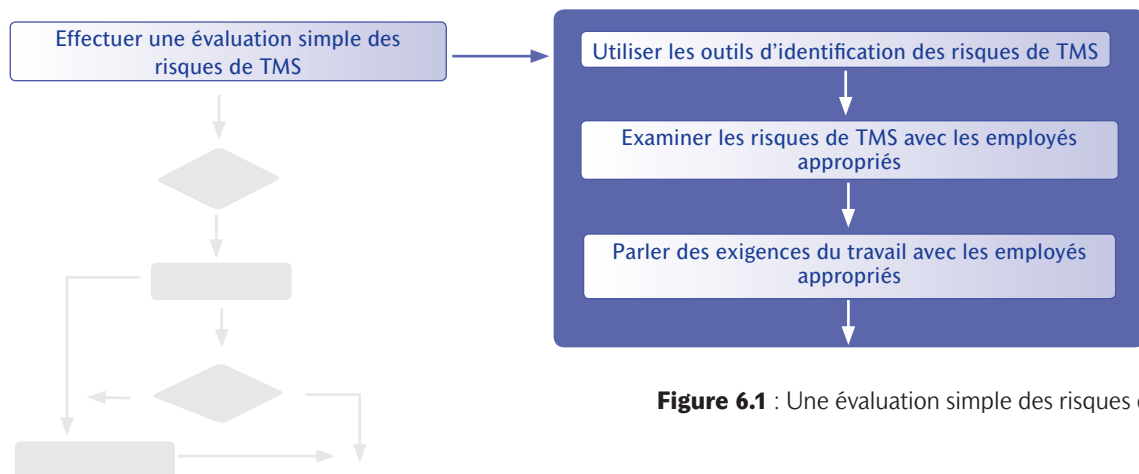 Effectuer une évaluation simple des
risques de TMS
Utiliser les outils d’identification des risques de TMS
Examiner les risques de TMS avec les employés
appropriés
Parler des exigences du travail avec les employés
appropriés
Figure 6.1 : Une évaluation simple des risques